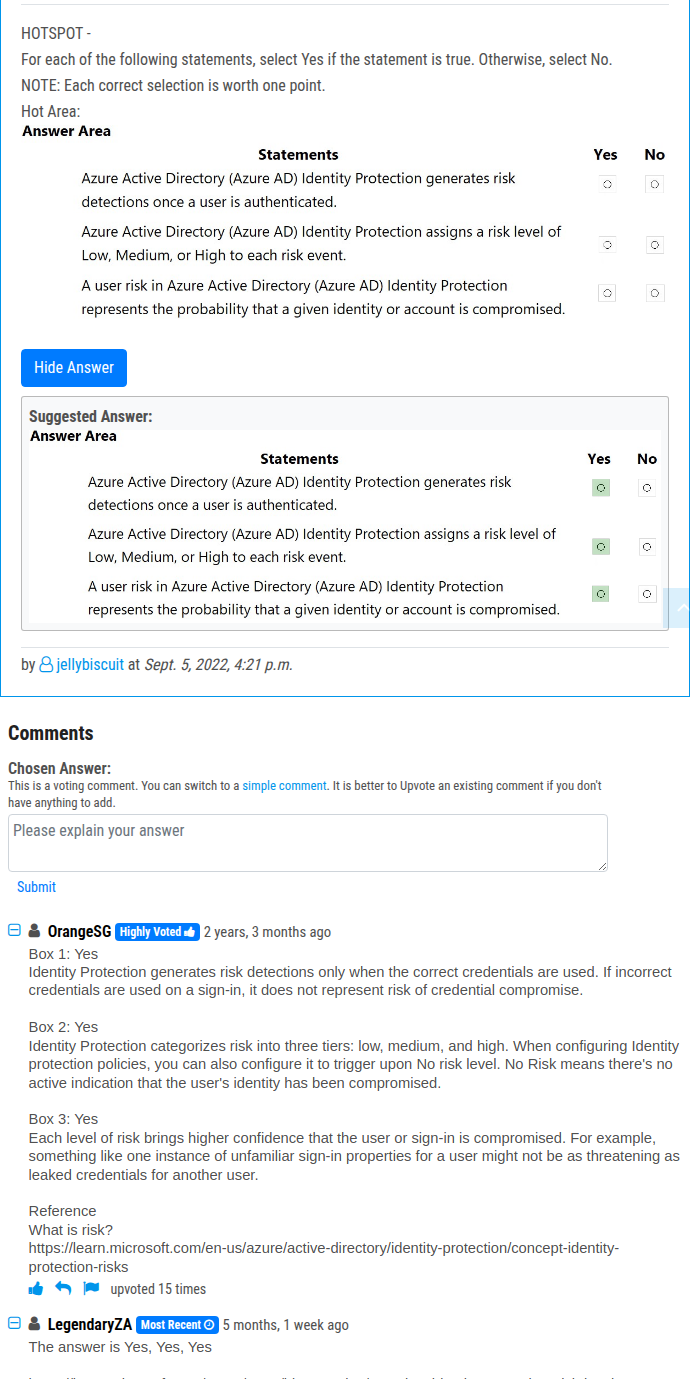 HOTSPOT -
For each of the following statements, select Yes if the statement is true. Otherwise, select No.
NOTE: Each correct selection is worth one point.
Hot Area:
Answer Area
Statements Yes No
Azure Active Directory (Azure AD) Identity Protection generates risk
detections once a user is authenticated.
Azure Active Directory (Azure AD) Identity Protection assigns a risk level of
Low, Medium, or High to each risk event.
A user risk in Azure Active Directory (Azure AD) Identity Protection
represents the probability that a given identity or account is compromised.
Hide Answer
Suggested Answer:
Answer Area
Statements Yes No
Azure Active Directory (Azure AD) Identity Protection generates risk
detections once a user is authenticated.
Azure Active Directory (Azure AD) Identity Protection assigns a risk level of
Low, Medium, or High to each risk event.
A user risk in Azure Active Directory (Azure AD) Identity Protection
represents the probability that a given identity or account is compromised.
by jellybiscuit at Sept. 5, 2022, 4:21 p.m.
Comments
Chosen Answer:
This is a voting comment. You can switch to a simple comment. It is better to Upvote an existing comment if you don't
have anything to add.
Please explain your answer
Submit
OrangeSG Highly Voted 2 years, 3 months ago
Box 1: Yes
Identity Protection generates risk detections only when the correct credentials are used. If incorrect
credentials are used on a sign-in, it does not represent risk of credential compromise.
Box 2: Yes
Identity Protection categorizes risk into three tiers: low, medium, and high. When configuring Identity
protection policies, you can also configure it to trigger upon No risk level. No Risk means there's no
active indication that the user's identity has been compromised.
Box 3: Yes
Each level of risk brings higher confidence that the user or sign-in is compromised. For example,
something like one instance of unfamiliar sign-in properties for a user might not be as threatening as
leaked credentials for another user.
Reference
What is risk?
https://learn.microsoft.com/en-us/azure/active-directory/identity-protection/concept-identity-
protection-risks
upvoted 15 times
LegendaryZA Most Recent 5 months, 1 week ago
The answer is Yes, Yes, Yes